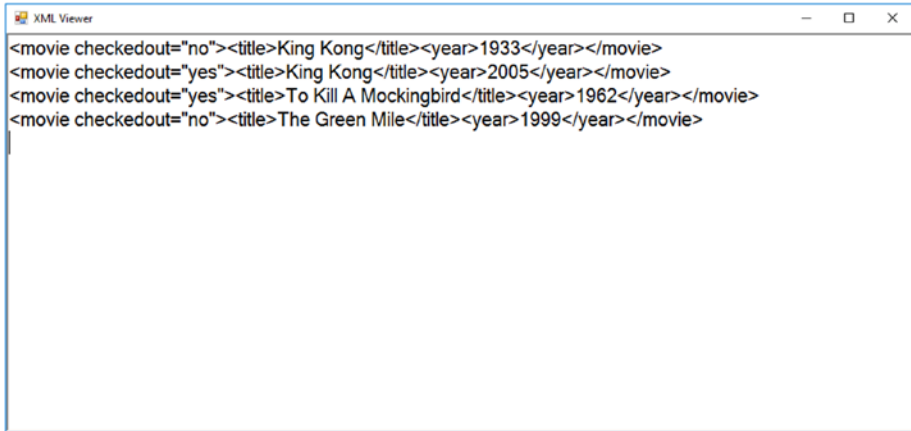 XML Viewer
<movie checkedout="no"><title>King Kong</title><year>1933</year></movie>
<movie checkedout="yes"><title>King Kong</title><year>2005</year></movie>
<movie checkedout="yes"><title>To Kill A Mockingbird</title><year>1962</year></movie>
<movie checkedout="no"><title>The Green Mile</title><year>1999</year></movie>